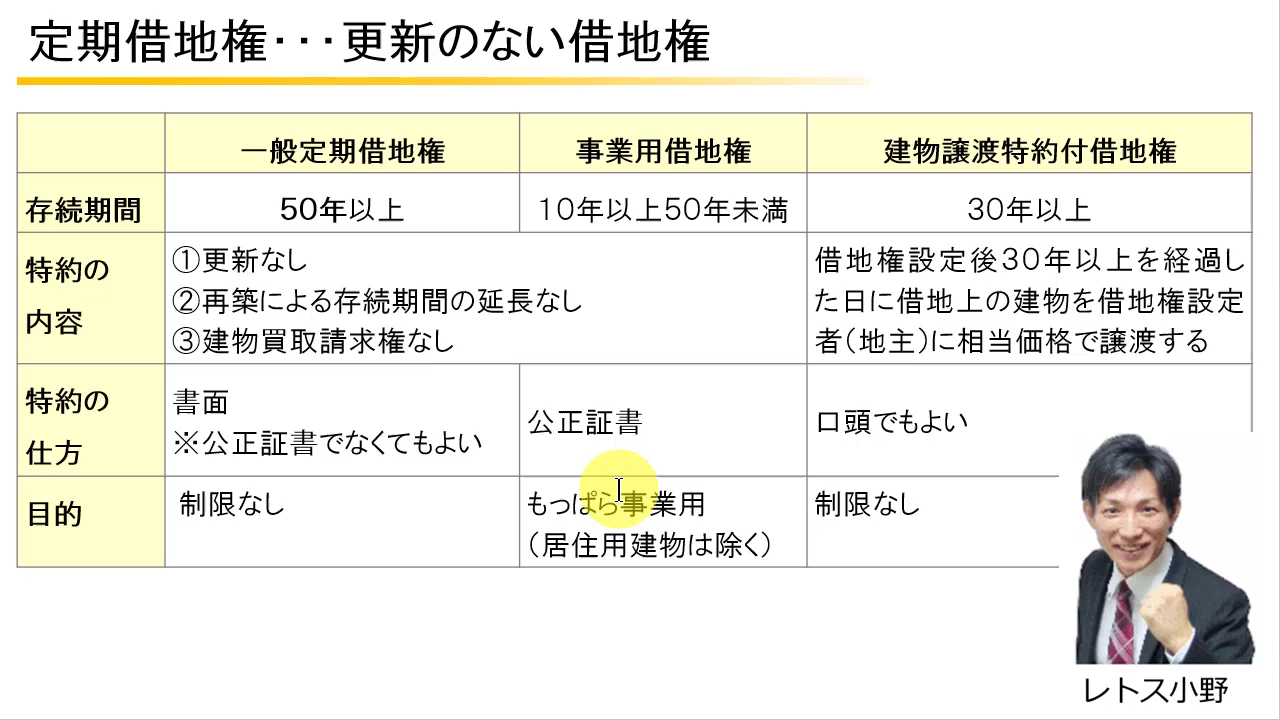 定期借地権･･･更新のない借地権
一般定期借地権
事業用借地権
建物譲渡特約付借地権
存続期間
50年以上
10年以上50年未満
30年以上
特約の
内容
①更新なし
②再築による存続期間の延長なし
③建物買取請求権なし
借地権設定後30年以上を経過し
た日に借地上の建物を借地権設定
者(地主)に相当価格で譲渡する
特約の
仕方
書面
※公正証書でなくてもよい
公正証書
口頭でもよい
目的
制限なし
もっぱら事業用
(居住用建物は除く)
制限なし
レトス小野